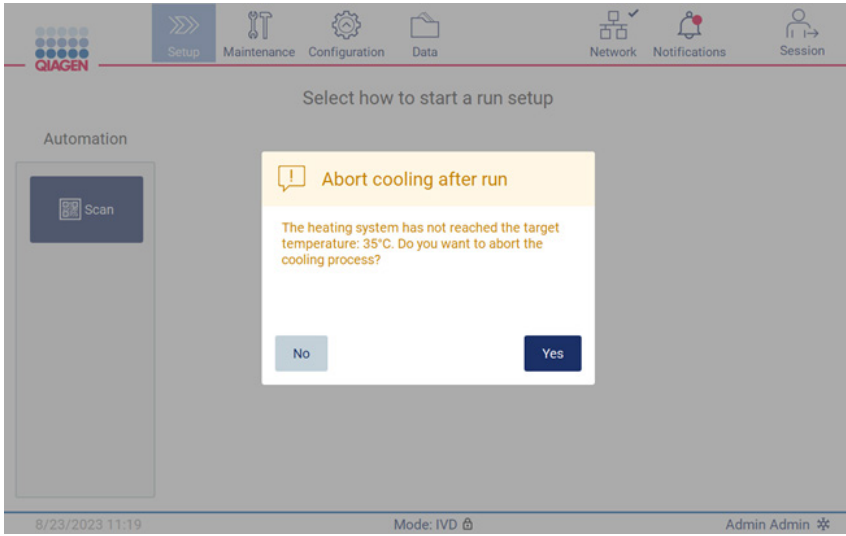 QIAGEN
Setup
Maintenance
Configuration
Data
Network
Notifications
Session
Select how to start a run setup
Automation
Scan
Abort cooling after run
The heating system has not reached the target
temperature: 35°C. Do you want to abort the
cooling process?
No
Yes
8/23/2023 11:19
Mode: IVD
Admin Admin